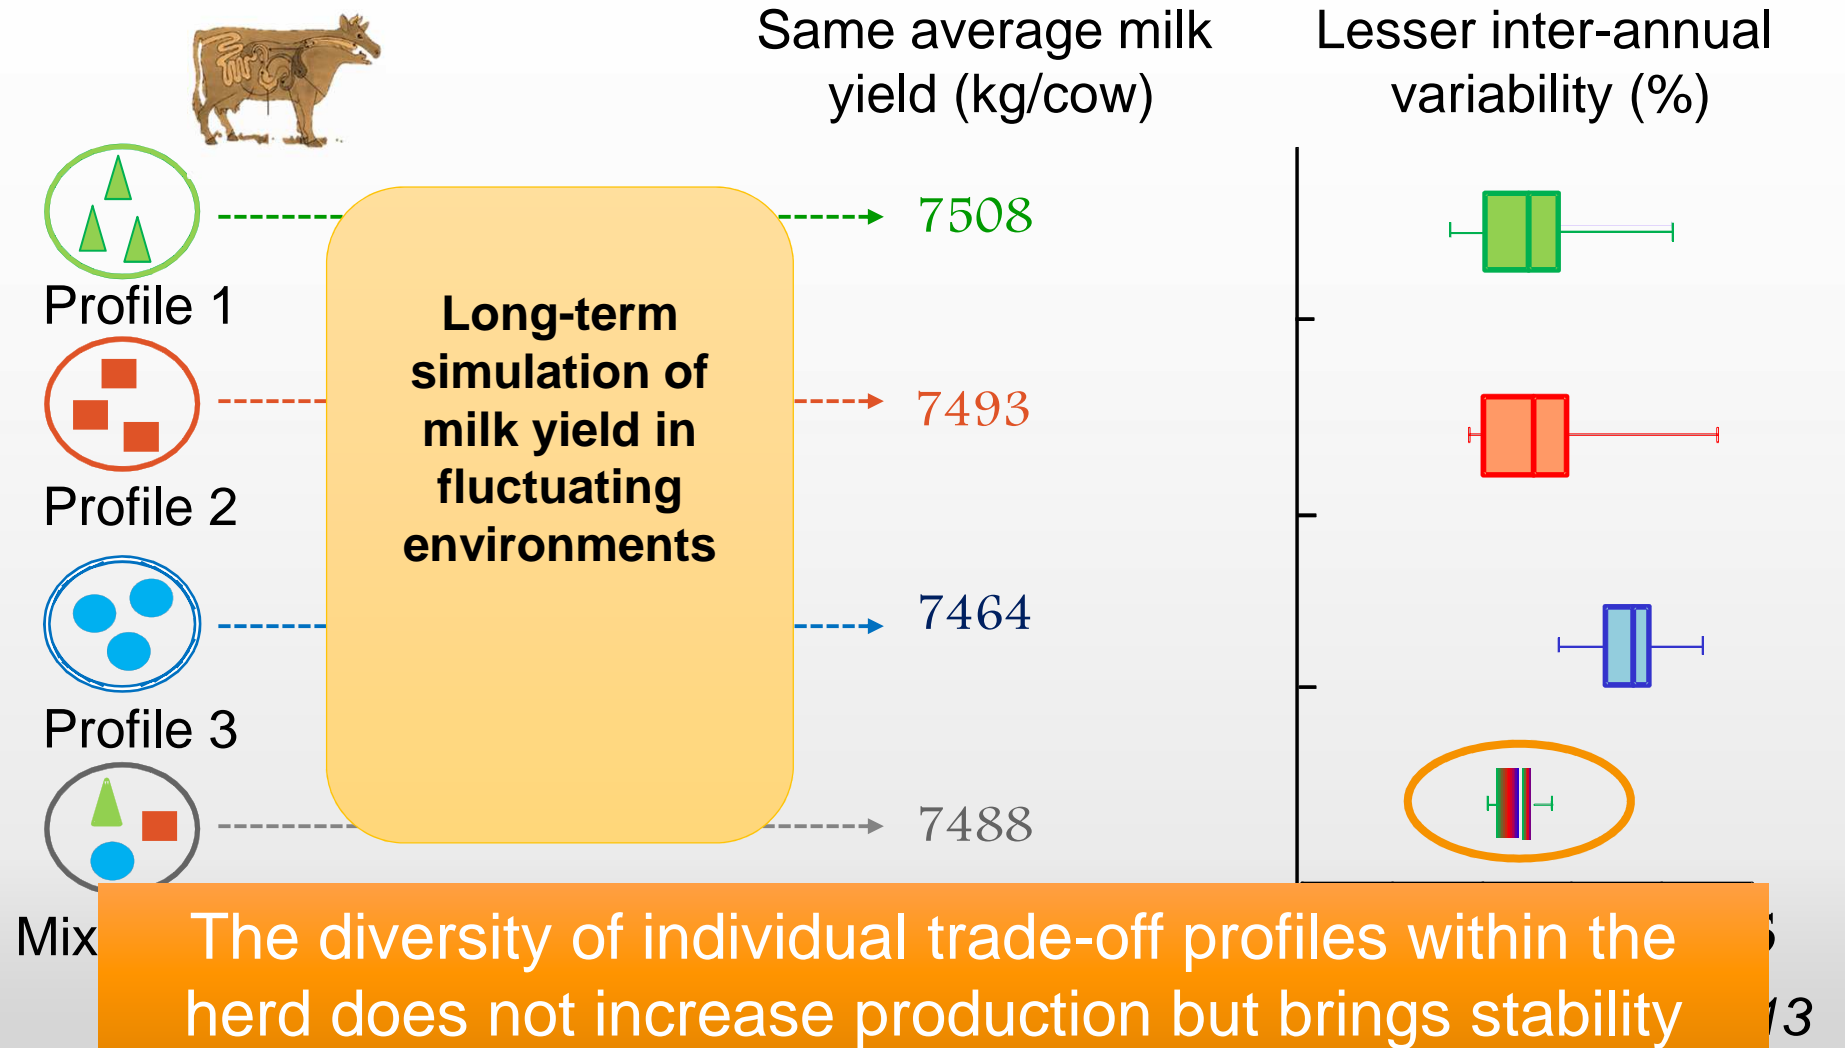 Same average milk
yield (kg/cow)
Lesser inter-annual
variability (%)
7508
Profile 1
Long-term
simulation of
milk yield in
fluctuating
environments
7493
Profile 2
7464
Profile 3
7488
Mix
The diversity of individual trade-off profiles within the
herd does not increase production but brings stability
13